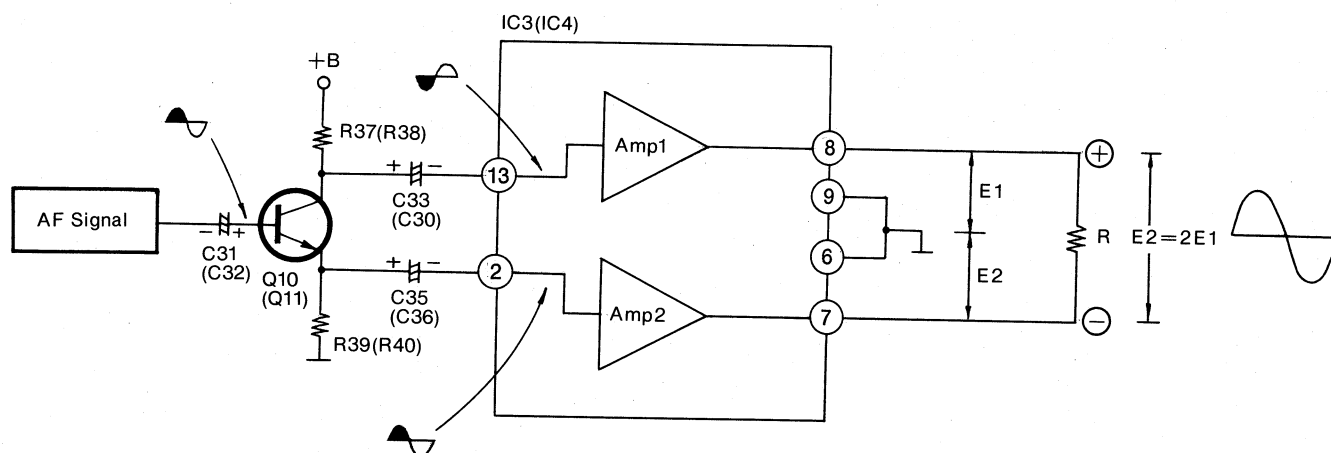 IC3(IC4)
+B
R37(R38)
AF Signal
− +
C31
(C32)
Q10
(Q11)
+ −
C33
(C30)
13
Amp1
8
9
6
E1
E2
+
R
E2=2E1
+ −
C35
(C36)
2
Amp2
7
−
R39(R40)